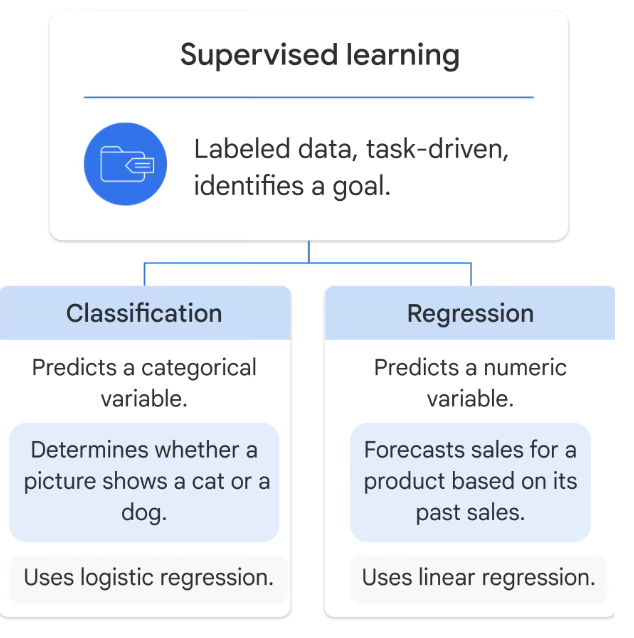 Supervised learning
Labeled data, task-driven,
identifies a goal.
Classification
Predicts a categorical
variable.
Determines whether a
picture shows a cat or a
dog.
Uses logistic regression.
Regression
Predicts a numeric
variable.
Forecasts sales for a
product based on its
past sales.
Uses linear regression.